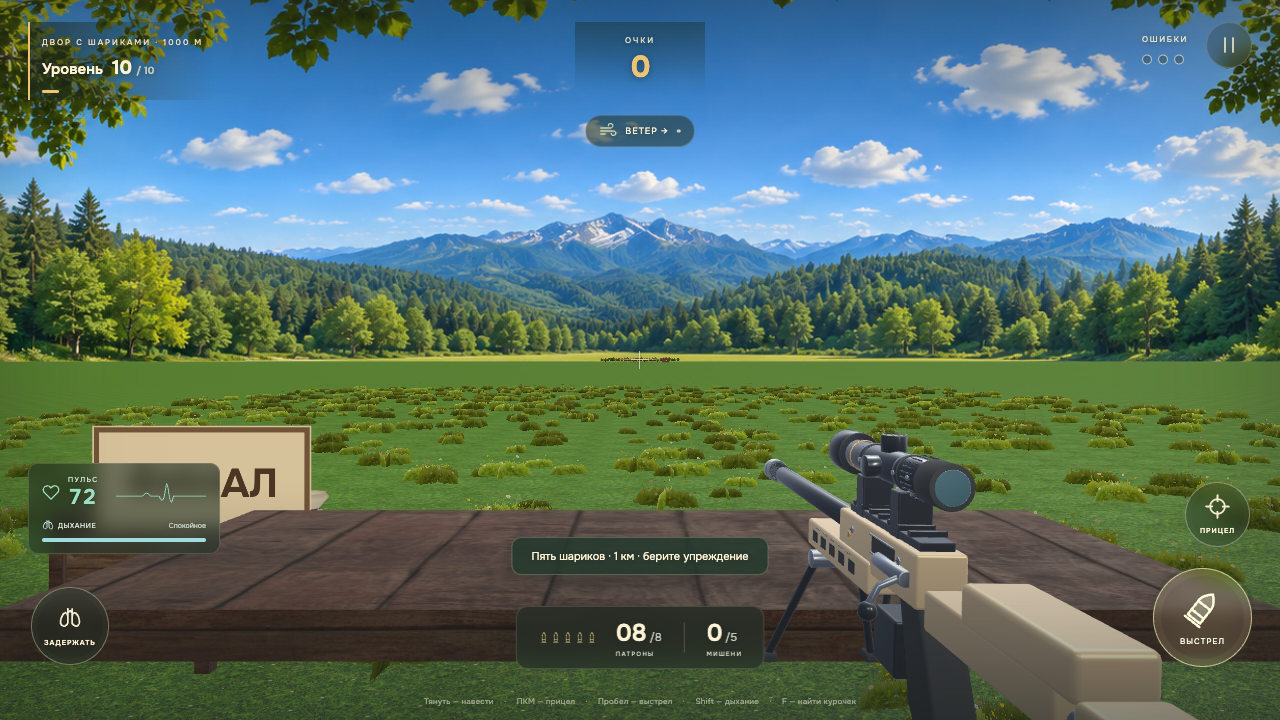 ДВОР С ШАРИКАМИ · 1000 М
Уровень 10 / 10
ОЧКИ
0
ОШИБКИ
ВЕТЕР →
АЛ
ПУЛЬС
72
ДЫХАНИЕ Спокойное
ЗАДЕРЖАТЬ
Пять шариков · 1 км · берите упреждение
08 /8
ПАТРОНЫ
0 /5
МИШЕНИ
ПРИЦЕЛ
ВЫСТРЕЛ
Тянуть — навести · ПКМ — прицел · Пробел — выстрел · Shift — дыхание · F — найти курочек